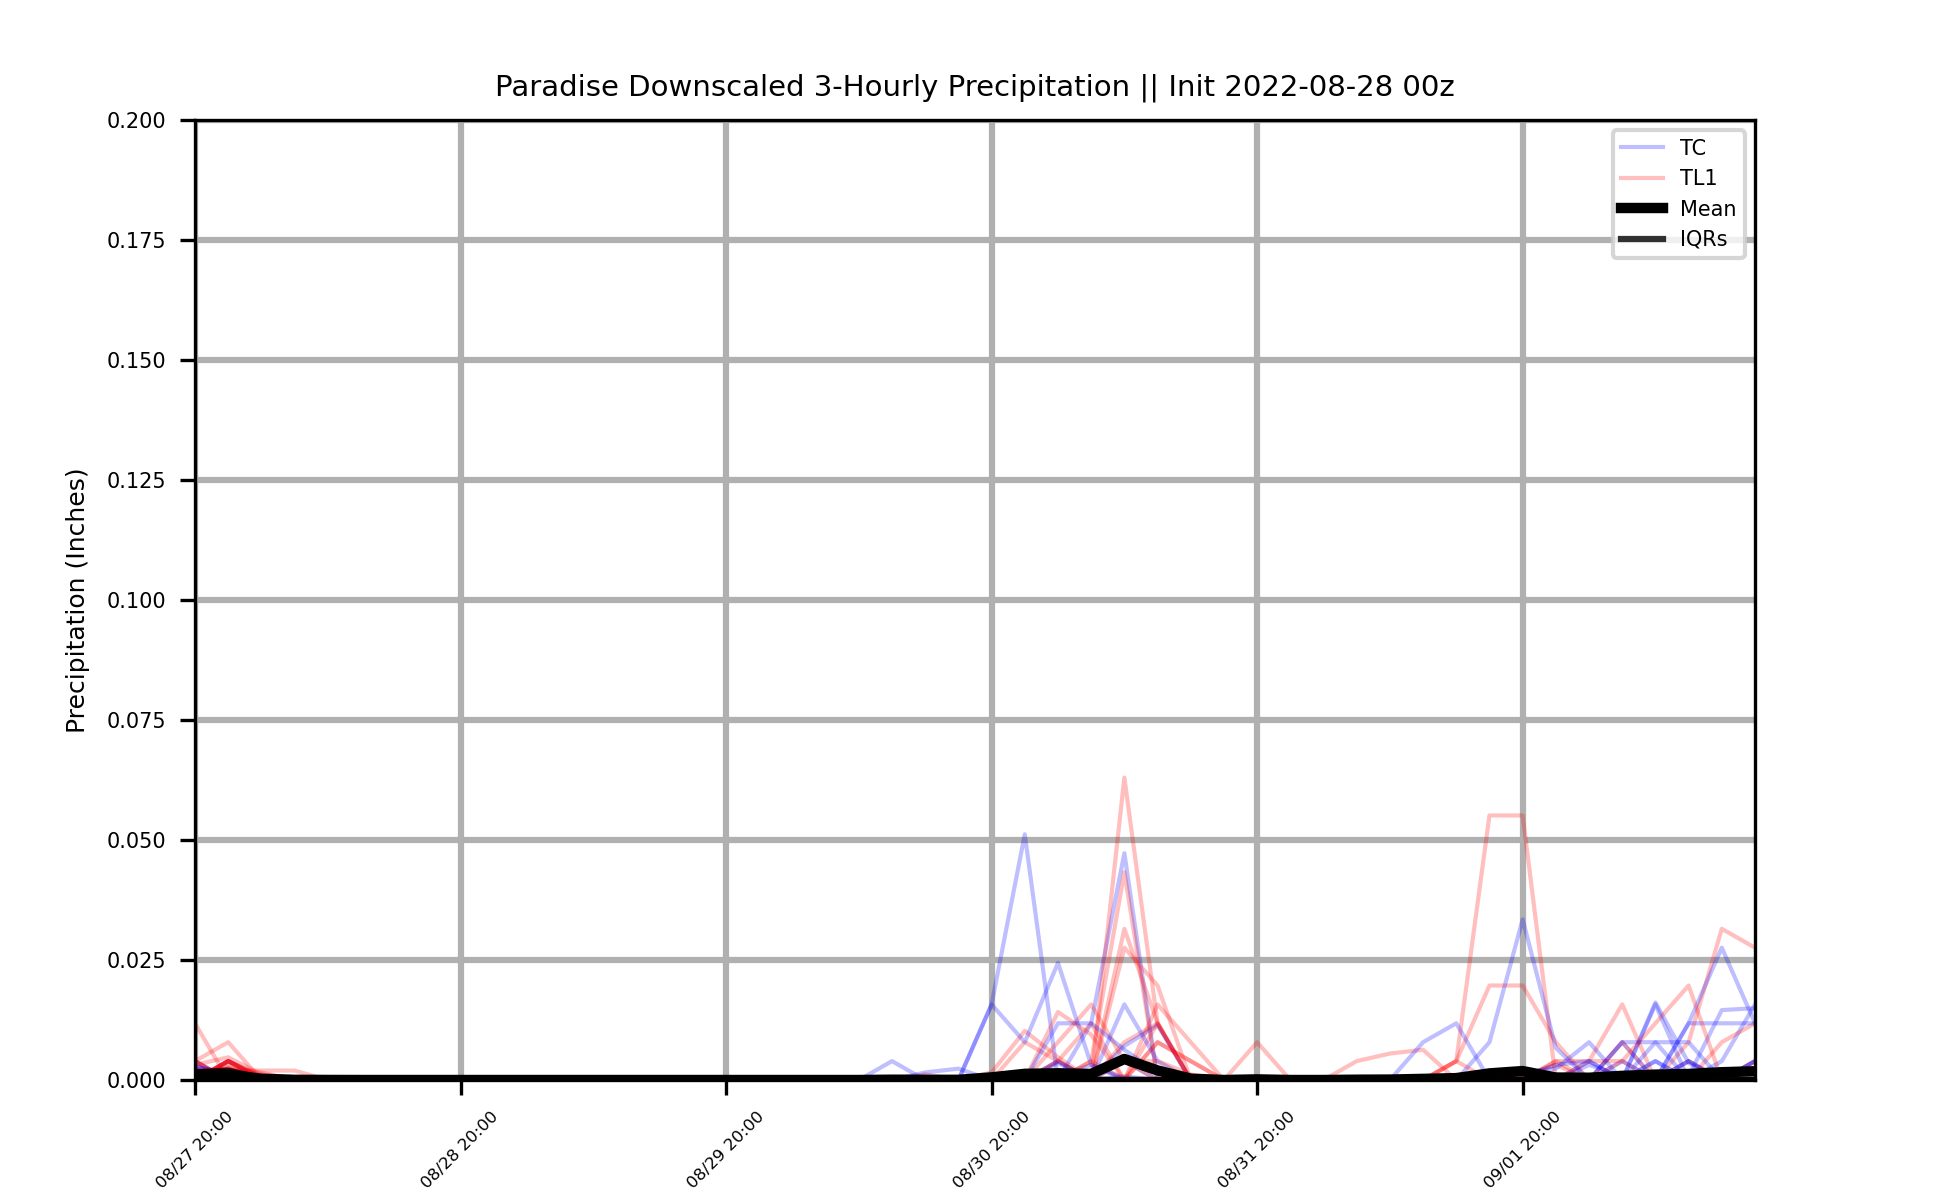 Paradise Downscaled 3-Hourly Precipitation || Init 2022-08-28 00z
0.200
0.175
0.150
0.125
0.100
0.075
0.050
0.025
0.000
Precipitation (Inches)
TC
TL1
Mean
IQRs
08/27 20:00
08/28 20:00
08/29 20:00
08/30 20:00
08/31 20:00
09/01 20:00